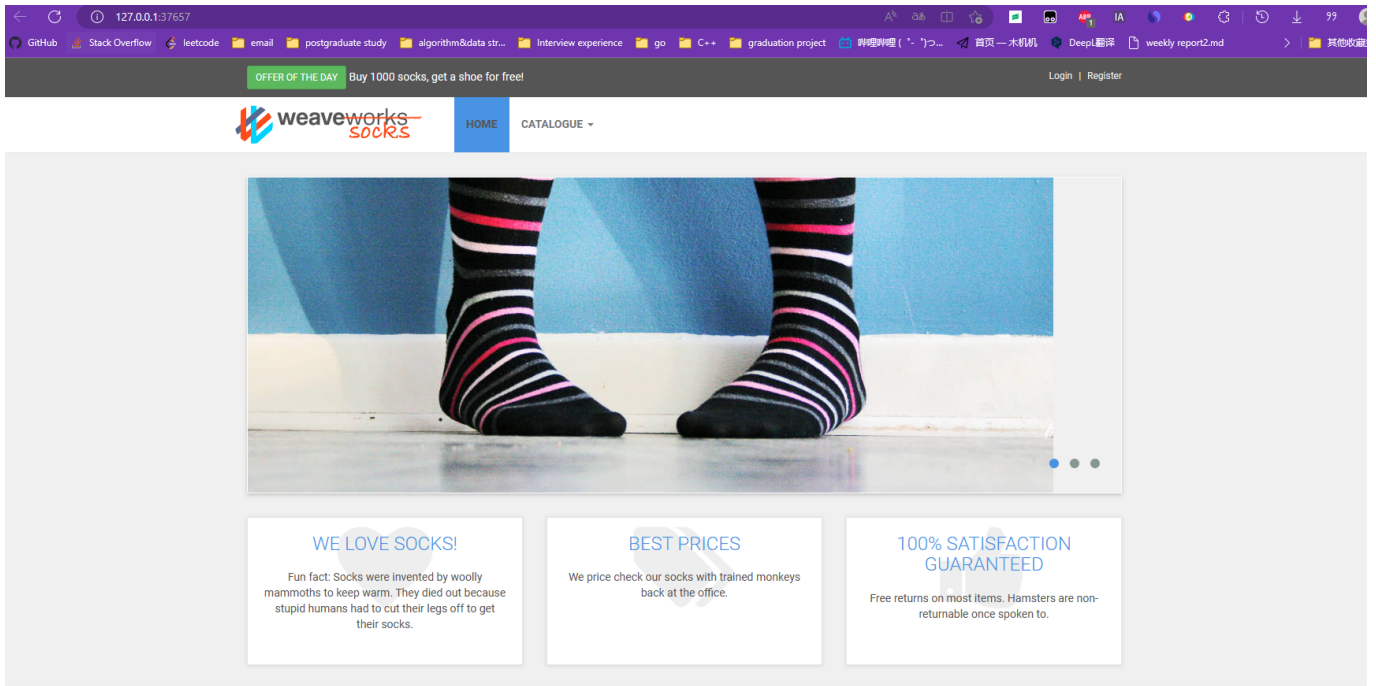 127.0.0.1:37657
GitHub Stack Overflow leetcode email postgraduate study algorithm&data str... Interview experience go C++ graduation project 哔哩哔哩 ( ゜- ゜)つ... 首页 — 木机机 DeepL翻译 weekly report2.md 其他收藏
OFFER OF THE DAY Buy 1000 socks, get a shoe for free! Login | Register
weaveworks
socks
HOME CATALOGUE
WE LOVE SOCKS!
Fun fact: Socks were invented by woolly
mammoths to keep warm. They died out because
stupid humans had to cut their legs off to get
their socks.
BEST PRICES
We price check our socks with trained monkeys
back at the office.
100% SATISFACTION
GUARANTEED
Free returns on most items. Hamsters are non-
returnable once spoken to.